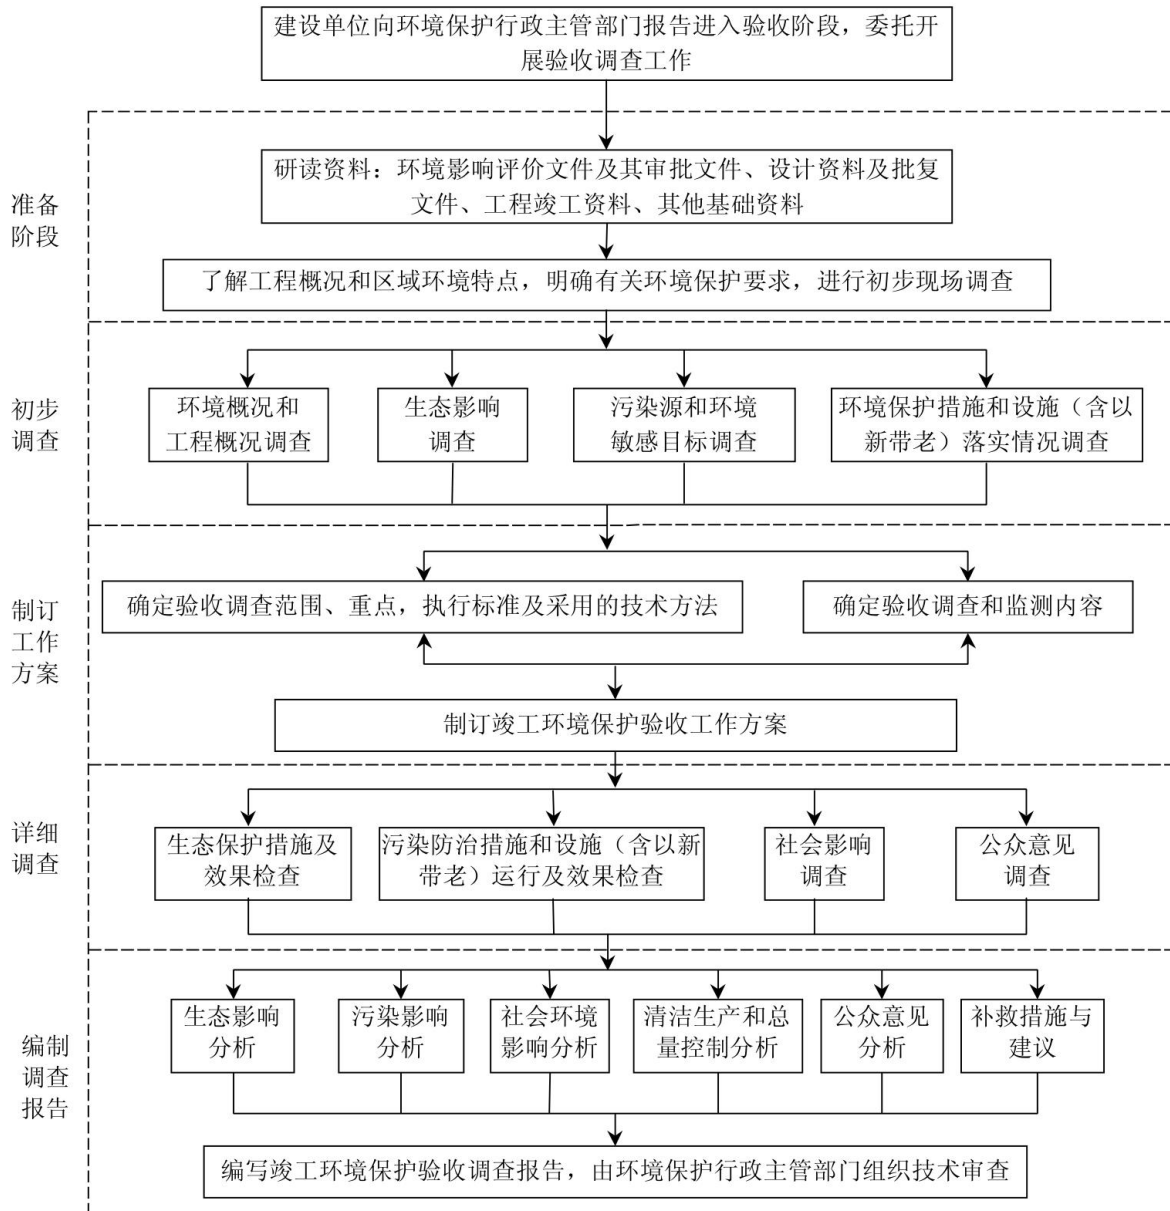 建设单位向环境保护行政主管部门报告进入验收阶段，委托开
展验收调查工作
准备
阶段
研读资料：环境影响评价文件及其审批文件、设计资料及批复
文件、工程竣工资料、其他基础资料
了解工程概况和区域环境特点，明确有关环境保护要求，进行初步现场调查
初步
调查
环境概况和
工程概况调查
生态影响
调查
污染源和环境
敏感目标调查
环境保护措施和设施（含以
新带老）落实情况调查
制订
工作
方案
确定验收调查范围、重点，执行标准及采用的技术方法
确定验收调查和监测内容
制订竣工环境保护验收工作方案
详细
调查
生态保护措施及
效果检查
污染防治措施和设施（含以新
带老）运行及效果检查
社会影响
调查
公众意见
调查
编制
调查
报告
生态影响
分析
污染影响
分析
社会环境
影响分析
清洁生产和总
量控制分析
公众意见
分析
补救措施与
建议
编写竣工环境保护验收调查报告，由环境保护行政主管部门组织技术审查